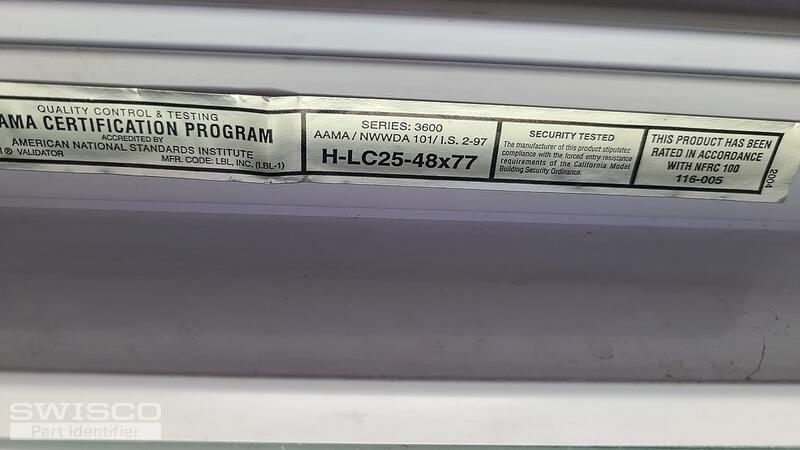 QUALITY CONTROL & TESTING
AMA CERTIFICATION PROGRAM
ACCREDITED BY
AMERICAN NATIONAL STANDARDS INSTITUTE
VALIDATOR
MFR. CODE: LBL, INC. (LBL-1)
SERIES: 3600
AAMA / NWWDA 101/ I.S. 2-97
H-LC25-48x77
SECURITY TESTED
The manufacturer of this product stipulates
compliance with the forced entry resistance
requirements of the California Model
Building Security Ordinance.
THIS PRODUCT HAS BEEN
RATED IN ACCORDANCE
WITH NFRC 100
116-005
2004
SWISCO
Part Identifier